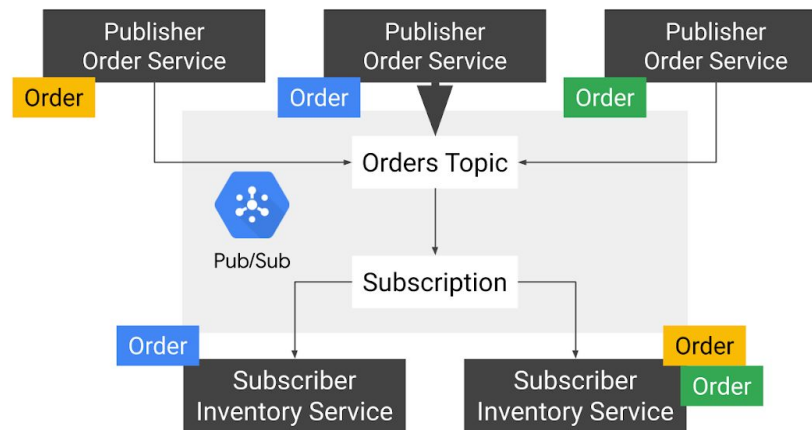 Publisher
Order Service
Publisher
Order Service
Publisher
Order Service
Order
Order
Order
Orders Topic
Pub/Sub
Subscription
Order
Order
Subscriber
Inventory Service
Subscriber
Inventory Service
Order